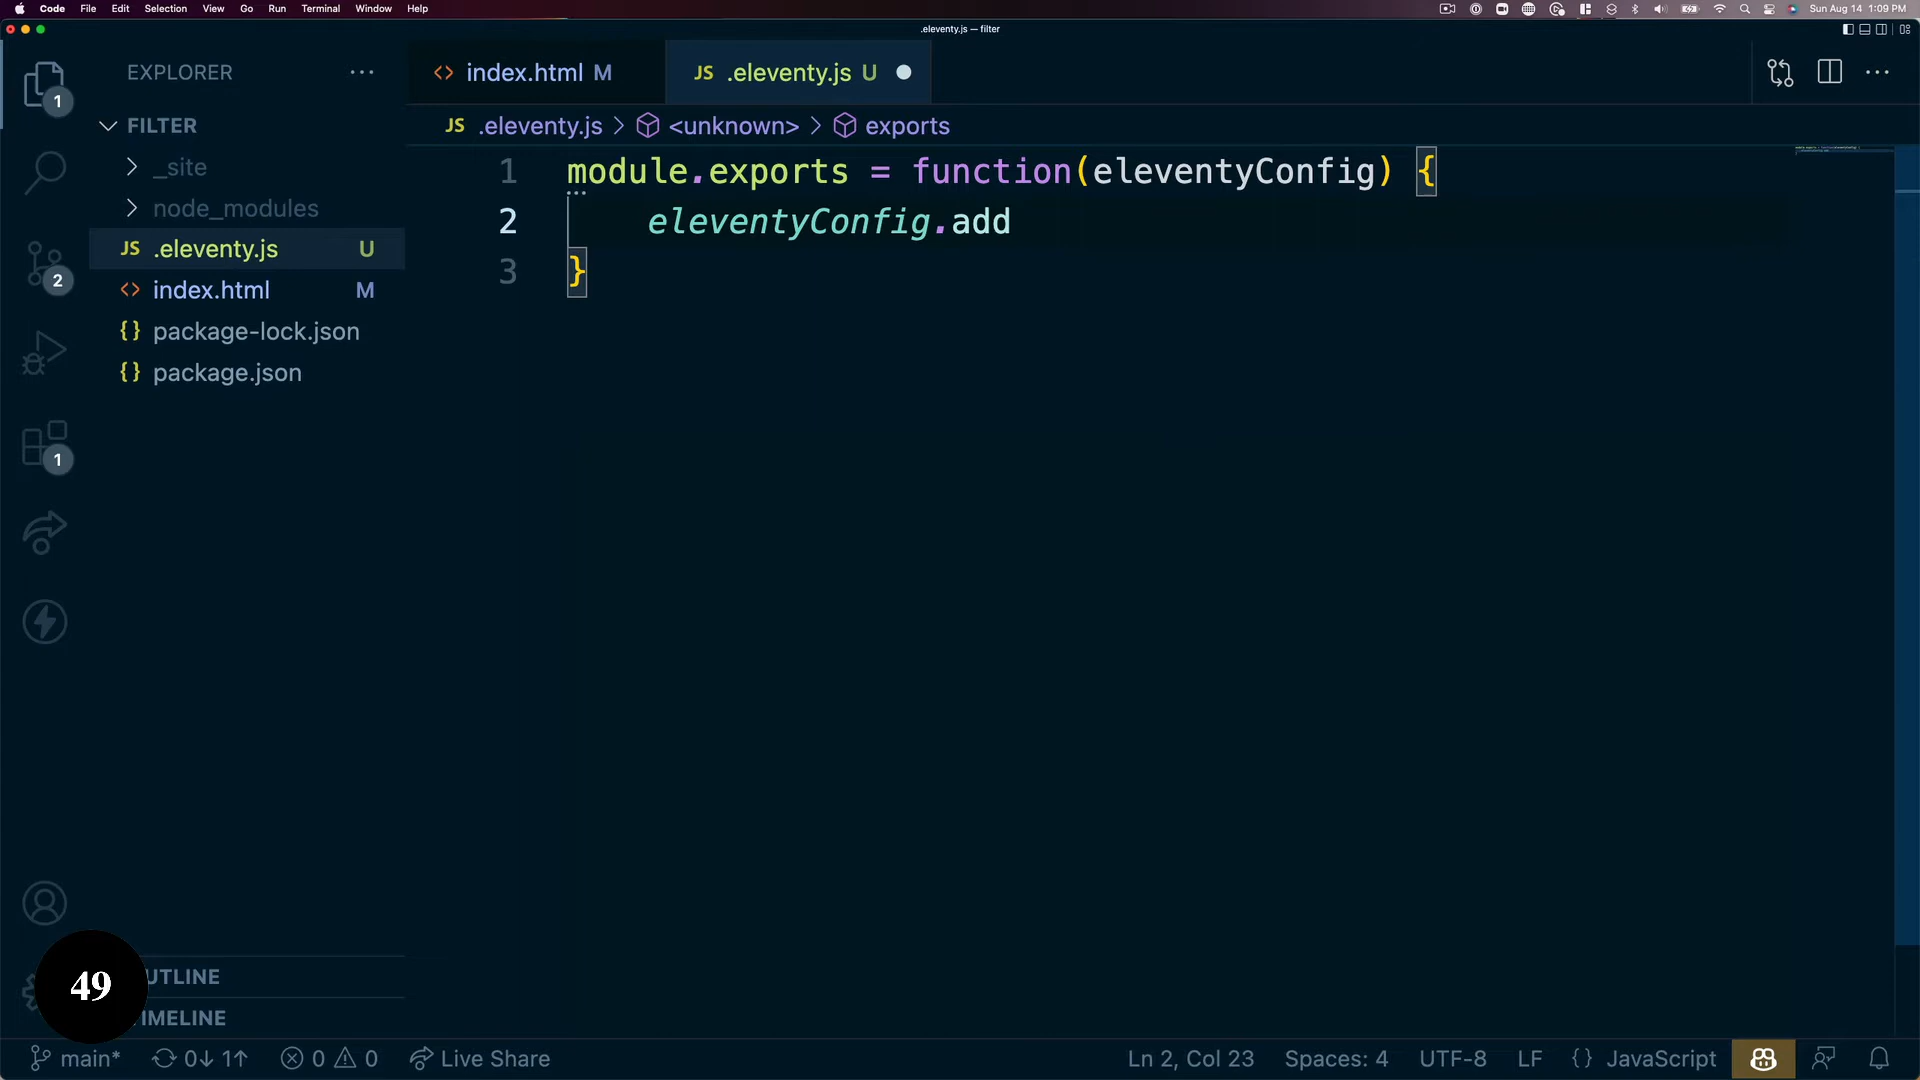 Code File Edit Selection View Go Run Terminal Window Help Sun Aug 14 1:09 PM
.eleventy.js — filter
EXPLORER
index.html M
JS .eleventy.js U
1
FILTER
JS .eleventy.js > <unknown> > exports
_site
node_modules
JS .eleventy.js U
index.html M
{} package-lock.json
{} package.json
2
1
1 module.exports = function(eleventyConfig) {
2 eleventyConfig.add
3 }
49
UTLINE
TIMELINE
main* 0↓ 1↑ 0 0 Live Share Ln 2, Col 23 Spaces: 4 UTF-8 LF {} JavaScript